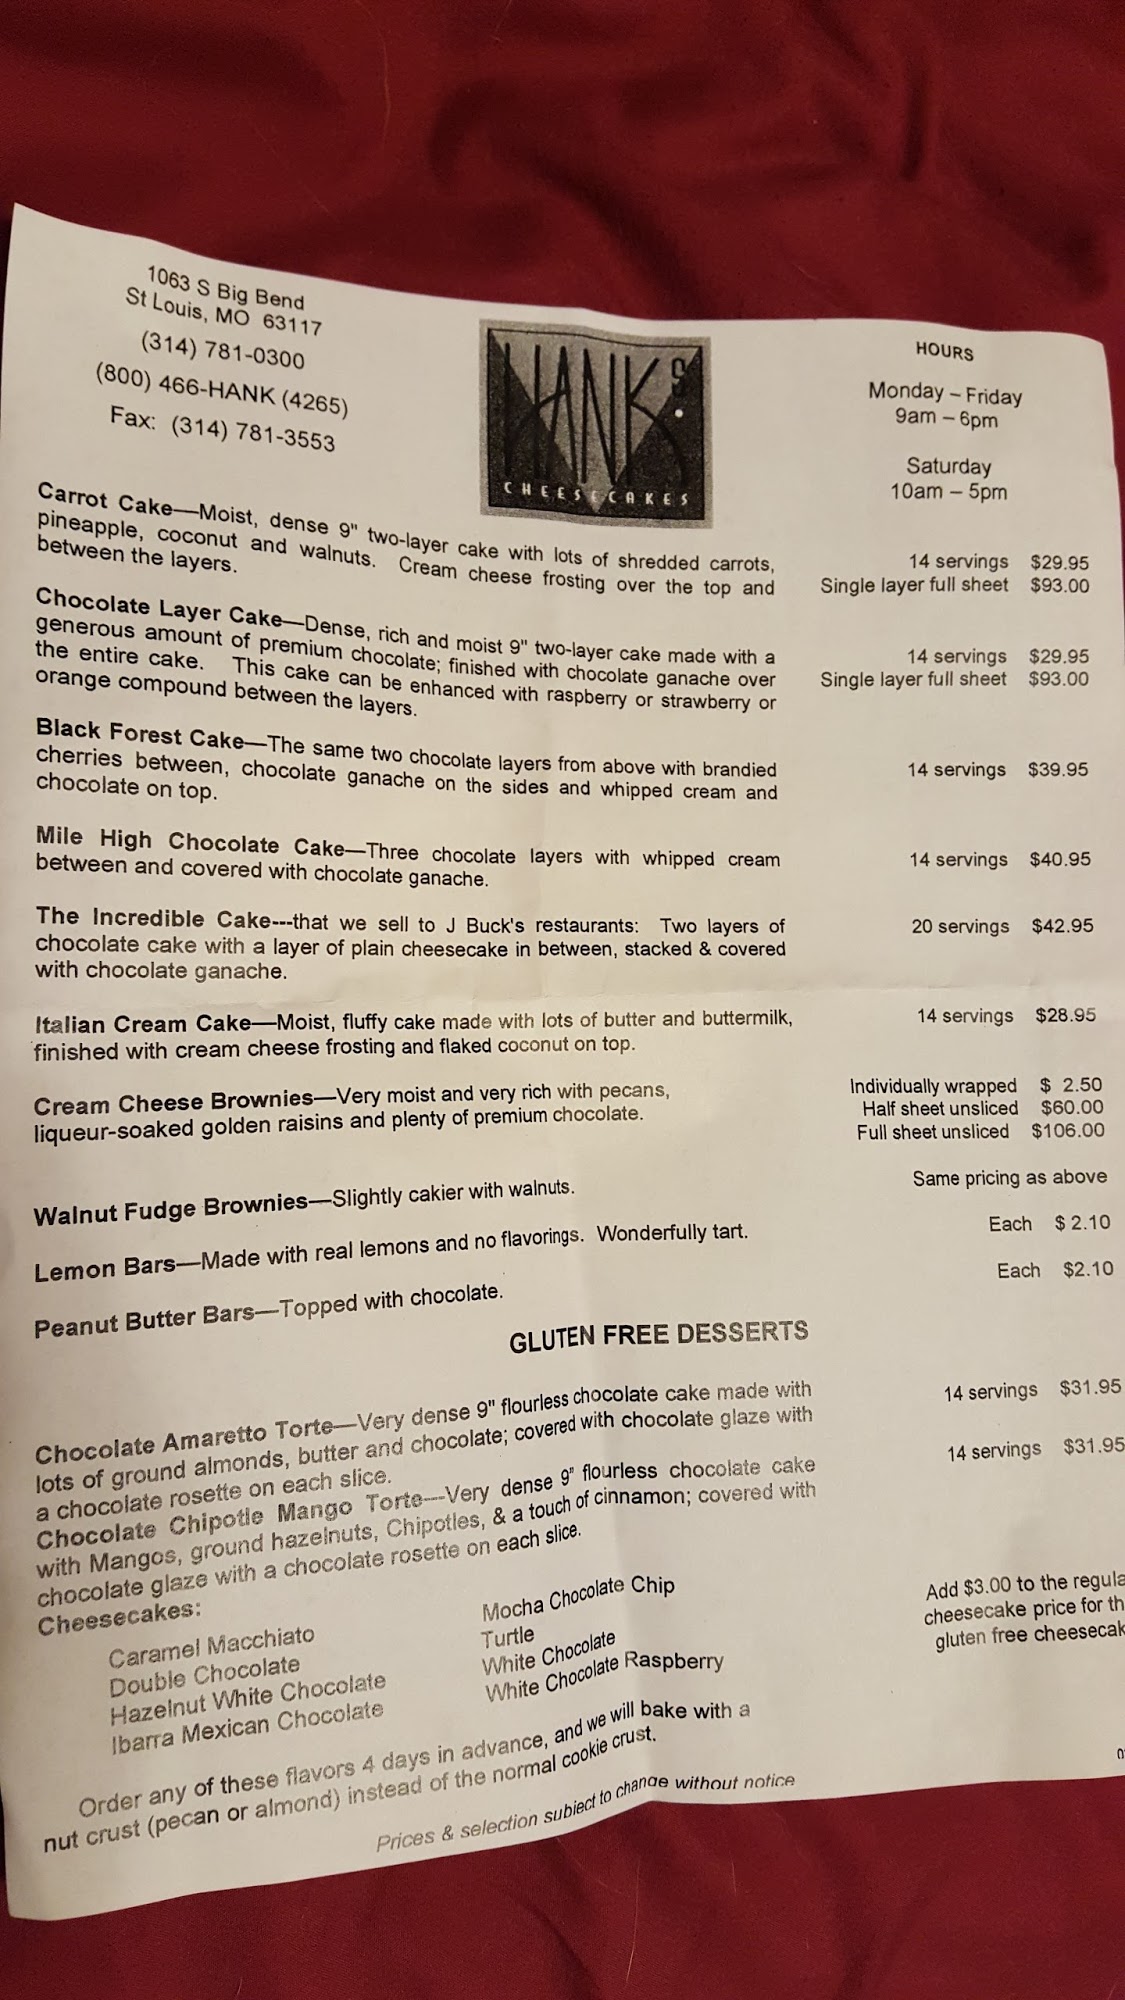 1063 S Big Bend
St Louis, MO 63117
(314) 781-0300
(800) 466-HANK (4265)
Fax: (314) 781-3553
HANK'S
CHEESECAKES
HOURS
Monday – Friday
9am – 6pm
Saturday
10am – 5pm
Carrot Cake—Moist, dense 9" two-layer cake with lots of shredded carrots,
pineapple, coconut and walnuts. Cream cheese frosting over the top and
between the layers.
14 servings $29.95
Single layer full sheet $93.00
Chocolate Layer Cake—Dense, rich and moist 9" two-layer cake made with a
generous amount of premium chocolate; finished with chocolate ganache over
the entire cake. This cake can be enhanced with raspberry or strawberry or
orange compound between the layers.
14 servings $29.95
Single layer full sheet $93.00
Black Forest Cake—The same two chocolate layers from above with brandied
cherries between, chocolate ganache on the sides and whipped cream and
chocolate on top.
14 servings $39.95
Mile High Chocolate Cake—Three chocolate layers with whipped cream
between and covered with chocolate ganache.
14 servings $40.95
The Incredible Cake---that we sell to J Buck's restaurants: Two layers of
chocolate cake with a layer of plain cheesecake in between, stacked & covered
with chocolate ganache.
20 servings $42.95
Italian Cream Cake—Moist, fluffy cake made with lots of butter and buttermilk,
finished with cream cheese frosting and flaked coconut on top.
14 servings $28.95
Cream Cheese Brownies—Very moist and very rich with pecans,
liqueur-soaked golden raisins and plenty of premium chocolate.
Individually wrapped $ 2.50
Half sheet unsliced $60.00
Full sheet unsliced $106.00
Walnut Fudge Brownies—Slightly cakier with walnuts.
Same pricing as above
Lemon Bars—Made with real lemons and no flavorings. Wonderfully tart.
Each $ 2.10
Peanut Butter Bars—Topped with chocolate.
Each $2.10
GLUTEN FREE DESSERTS
Chocolate Amaretto Torte—Very dense 9" flourless chocolate cake made with
lots of ground almonds, butter and chocolate; covered with chocolate glaze with
a chocolate rosette on each slice.
14 servings $31.95
Chocolate Chipotle Mango Torte---Very dense 9" flourless chocolate cake
with Mangos, ground hazelnuts, Chipotles, & a touch of cinnamon; covered with
chocolate glaze with a chocolate rosette on each slice.
14 servings $31.95
Cheesecakes:
Caramel Macchiato
Double Chocolate
Hazelnut White Chocolate
Ibarra Mexican Chocolate
Mocha Chocolate Chip
Turtle
White Chocolate
White Chocolate Raspberry
Add $3.00 to the regula
cheesecake price for th
gluten free cheesecak
Order any of these flavors 4 days in advance, and we will bake with a
nut crust (pecan or almond) instead of the normal cookie crust.
Prices & selection subject to change without notice